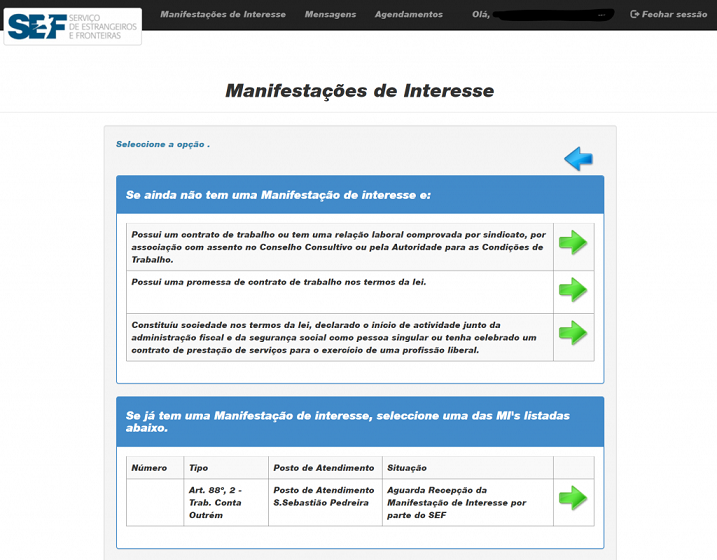 SEF SERVIÇO
DE ESTRANGEIROS
E FRONTEIRAS
Manifestações de Interesse Mensagens Agendamentos Olá, ... Fechar sessão
Manifestações de Interesse
Seleccione a opção .
Se ainda não tem uma Manifestação de interesse e:
Possui um contrato de trabalho ou tem uma relação laboral comprovada por sindicato, por
associação com assento no Conselho Consultivo ou pela Autoridade para as Condições de
Trabalho.
Possui uma promessa de contrato de trabalho nos termos da lei.
Constituiu sociedade nos termos da lei, declarado o início de actividade junto da
administração fiscal e da segurança social como pessoa singular ou tenha celebrado um
contrato de prestação de serviços para o exercício de uma profissão liberal.
Se já tem uma Manifestação de interesse, seleccione uma das MI's listadas
abaixo.
Número Tipo Posto de Atendimento Situação
Art. 88º, 2 - Posto de Atendimento Aguarda Recepção da
Trab. Conta S.Sebastião Pedreira Manifestação de Interesse por
Outrém parte do SEF